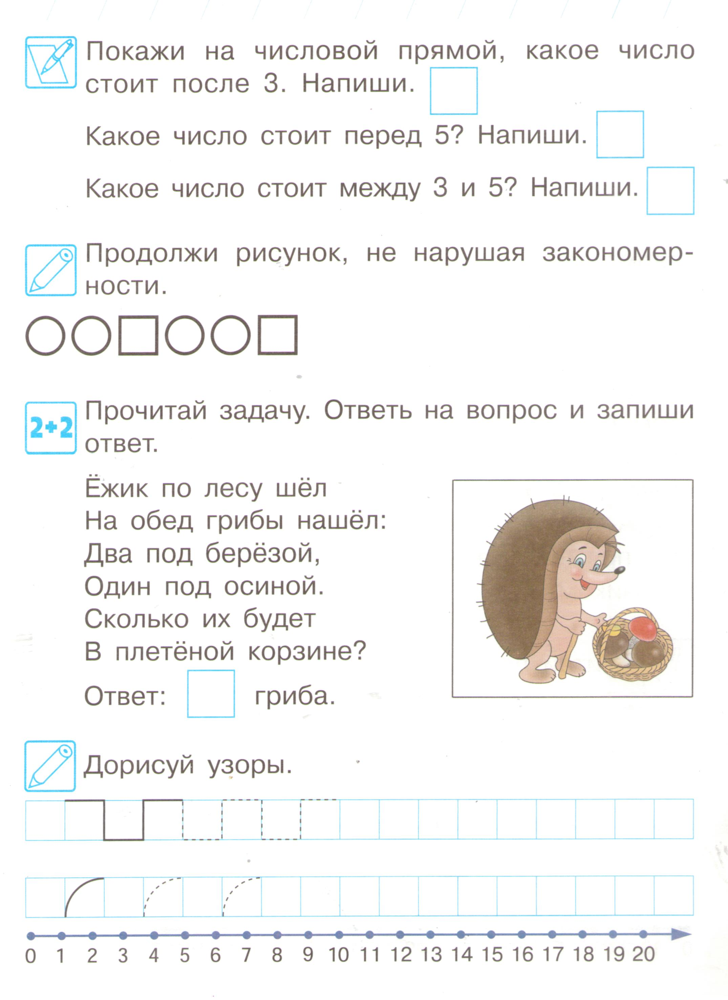 Покажи на числовой прямой, какое число
стоит после 3. Напиши.
Какое число стоит перед 5? Напиши.
Какое число стоит между 3 и 5? Напиши.
Продолжи рисунок, не нарушая закономер-
ности.
2+2
Прочитай задачу. Ответь на вопрос и запиши
ответ.
Ёжик по лесу шёл
На обед грибы нашёл:
Два под берёзой,
Один под осиной.
Сколько их будет
В плетёной корзине?
Ответ: гриба.
Дорисуй узоры.
0 1 2 3 4 5 6 7 8 9 10 11 12 13 14 15 16 17 18 19 20